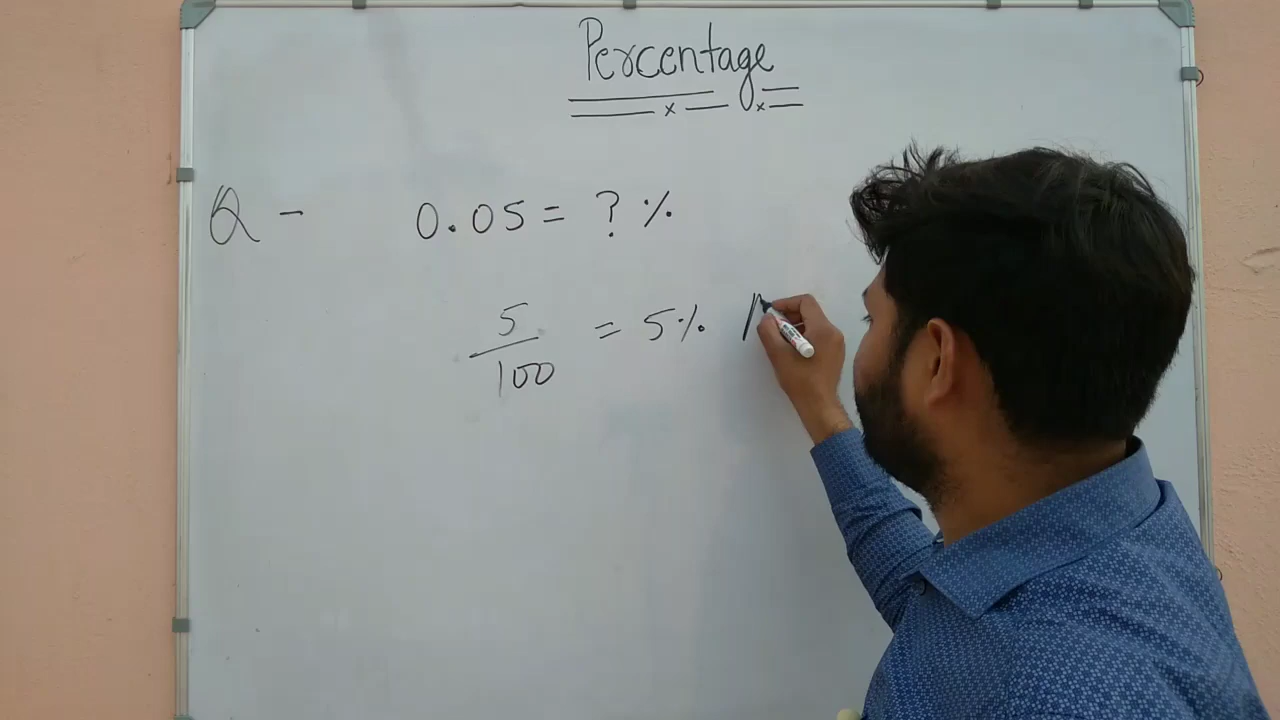 Percentage
Q - 0.05 = ? %
5
100
= 5%